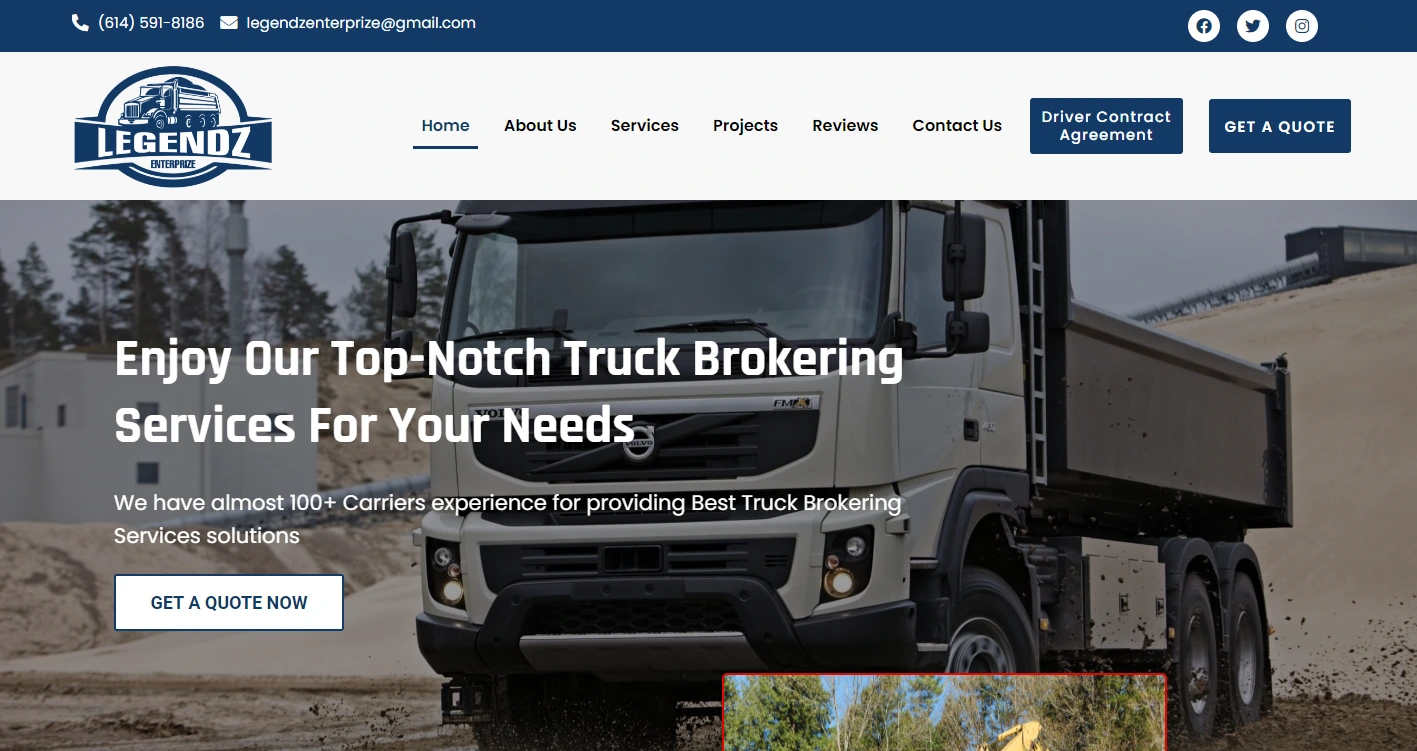 (614) 591-8186 legendzenterprize@gmail.com
LEGENDZ
ENTERPRIZE
Home About Us Services Projects Reviews Contact Us
Driver Contract
Agreement
GET A QUOTE
Enjoy Our Top-Notch Truck Brokering
Services For Your Needs
VOLVO
FMX
We have almost 100+ Carriers experience for providing Best Truck Brokering
Services solutions
GET A QUOTE NOW